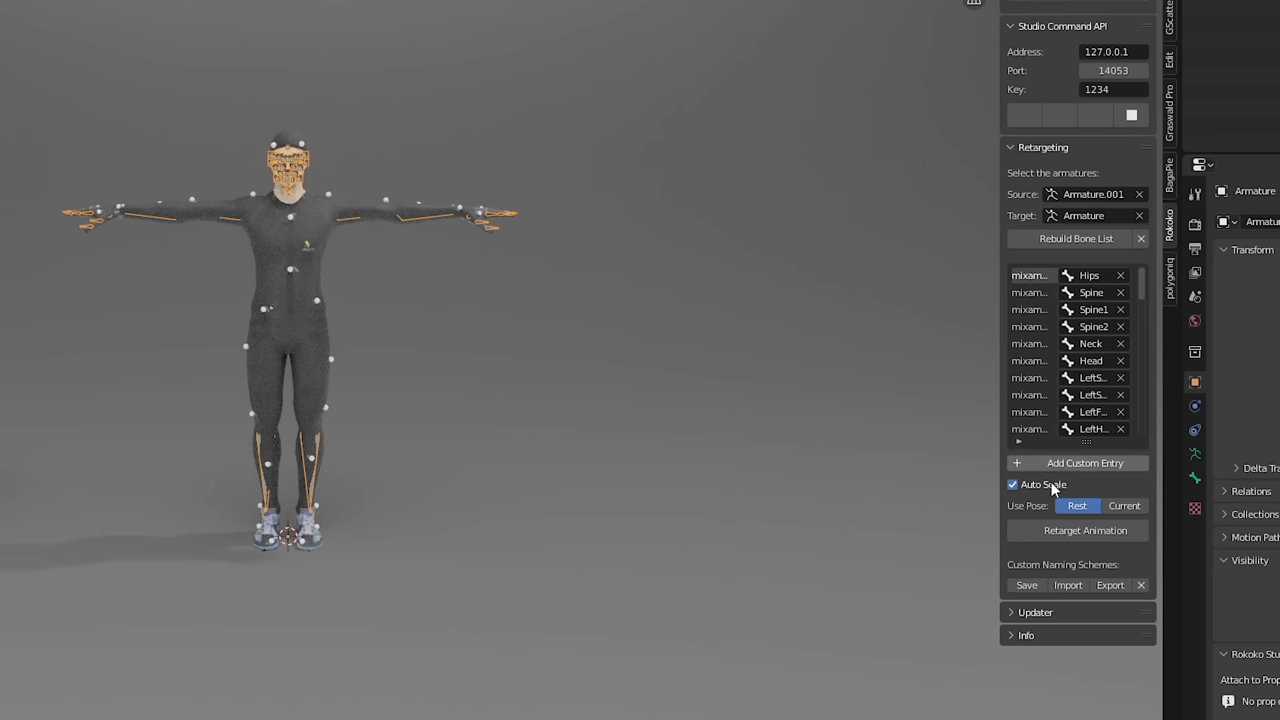 Studio Command API
Address: 127.0.0.1
Port: 14053
Key: 1234
Retargeting
Select the armatures:
Source: Armature.001
Target: Armature
Rebuild Bone List
mixam... Hips
mixam... Spine
mixam... Spine1
mixam... Spine2
mixam... Neck
mixam... Head
mixam... LeftS...
mixam... LeftS...
mixam... LeftF...
mixam... LeftH...
Add Custom Entry
Auto Scale
Use Pose: Rest Current
Retarget Animation
Custom Naming Schemes:
Save Import Export
Updater
Info
GScatte
Edit
Graswald Pro
BagaPie
Rokoko
polygoniq
Armature
Armatur
Transform
Delta Tra
Relations
Collections
Motion Path
Visibility
Rokoko Stu
Attach to Prop
No prop